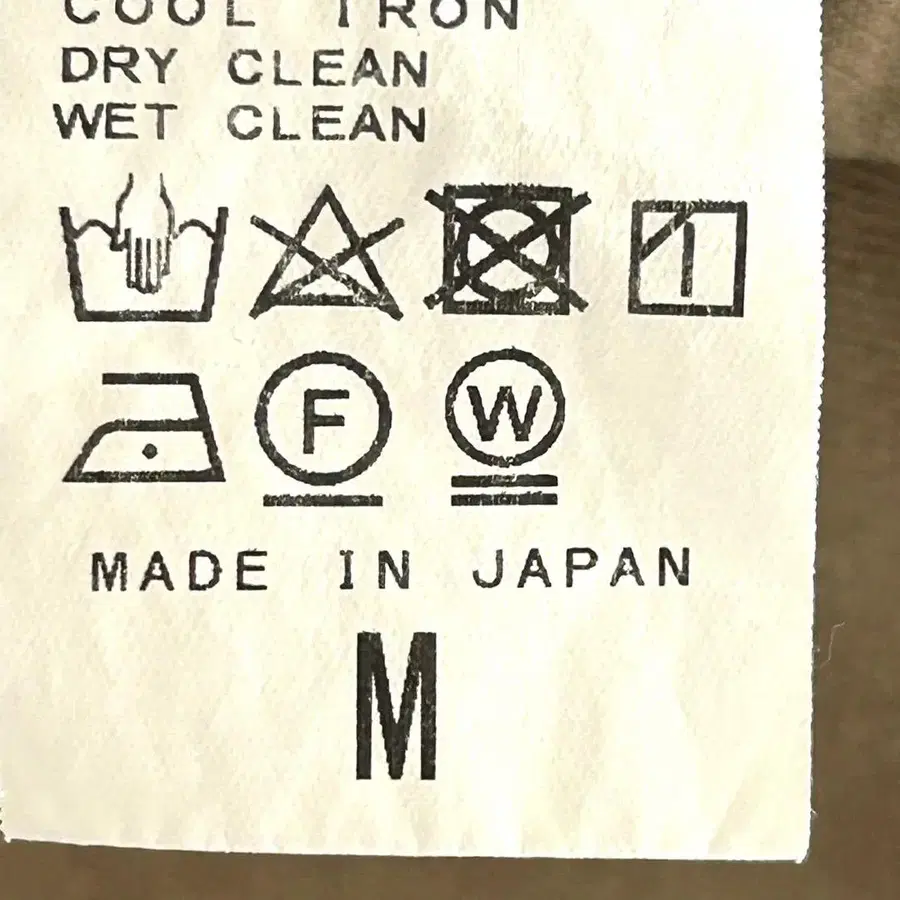 COOL IRON
DRY CLEAN
WET CLEAN
F W
MADE IN JAPAN
M